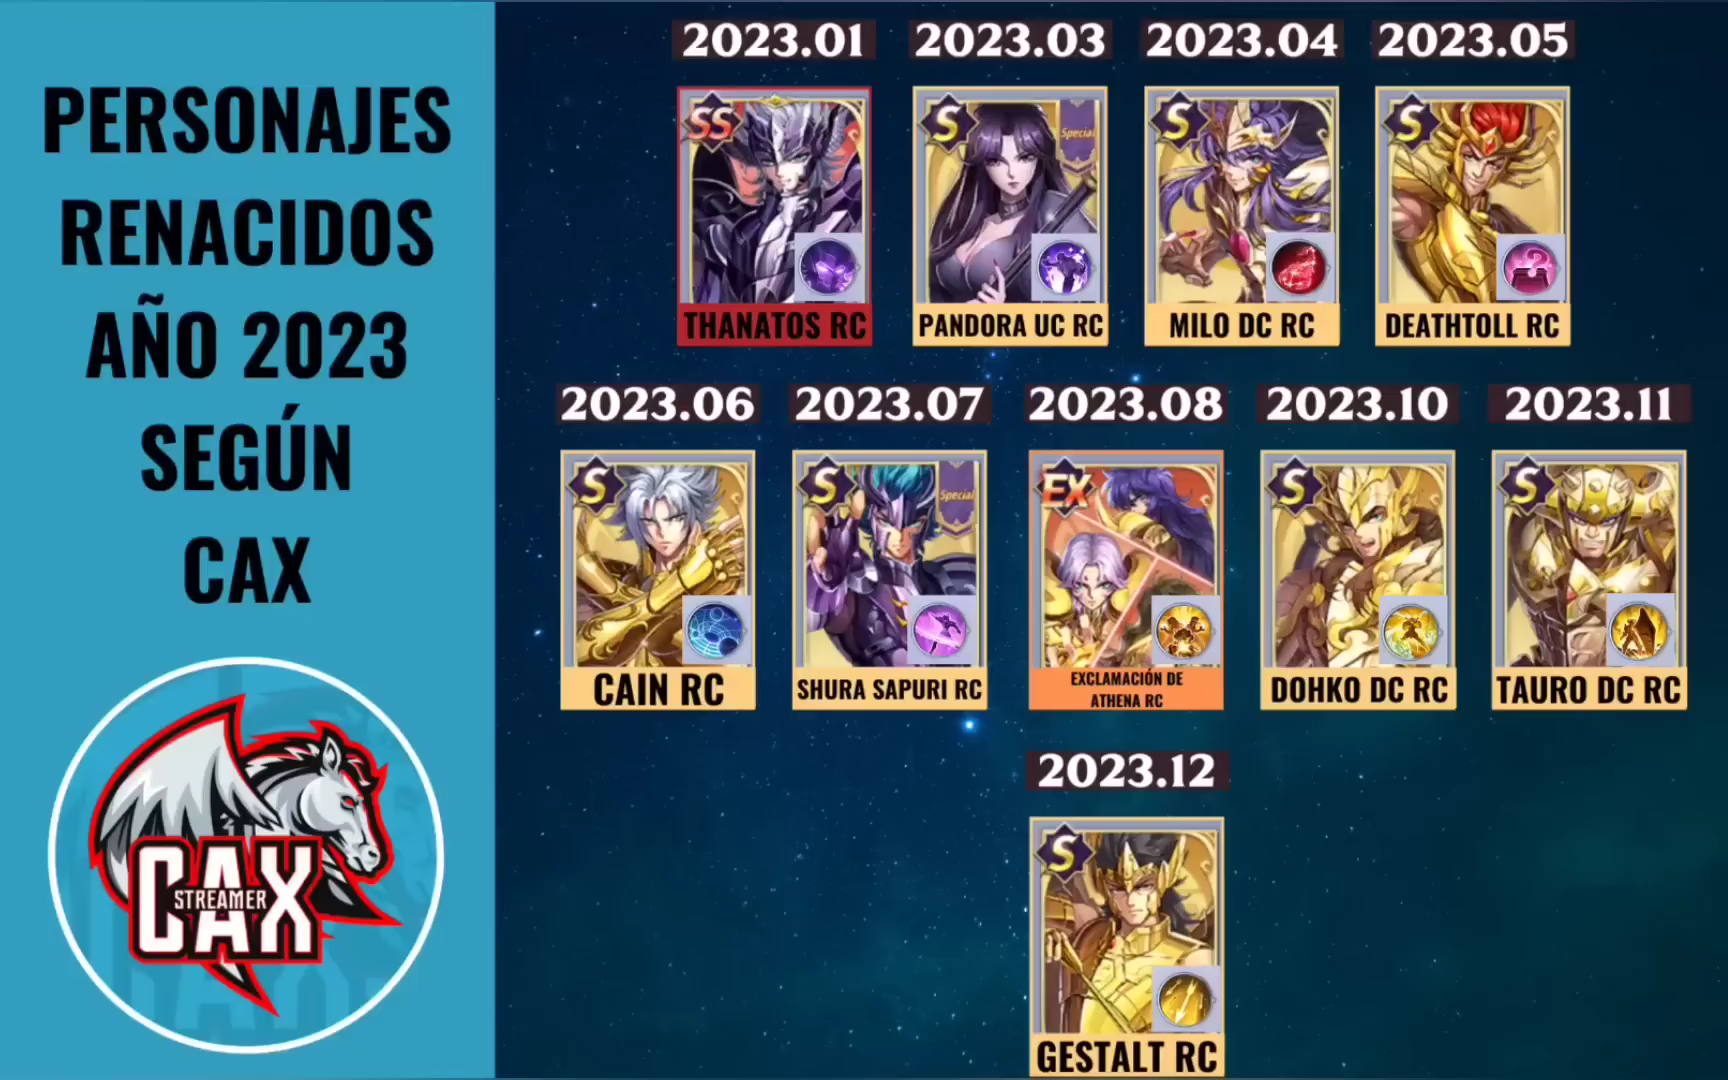 PERSONAJES
RENACIDOS
AÑO 2023
SEGÚN
CAX
CAX
STREAMER
2023.01
2023.03
2023.04
2023.05
SS
S
Special
S
S
THANATOS RC
PANDORA UC RC
MILO DC RC
DEATHTOLL RC
2023.06
2023.07
2023.08
2023.10
2023.11
S
S
Special
EX
S
S
CAIN RC
SHURA SAPURI RC
EXCLAMACIÓN DE
ATHENA RC
DOHKO DC RC
TAURO DC RC
2023.12
S
GESTALT RC